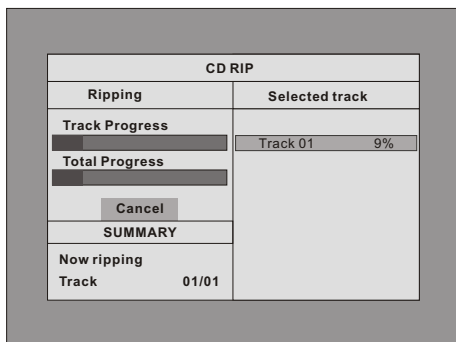 CD RIP
Ripping
Selected track
Track Progress
Track 01 9%
Total Progress
Cancel
SUMMARY
Now ripping
Track 01/01